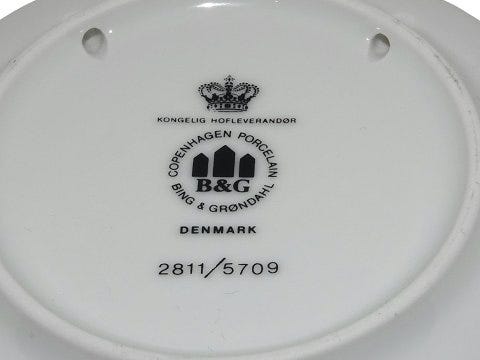 KONGELIG HOFLEVERANDØR
COPENHAGEN PORCELAIN
B&G
BING & GRØNDAHL
DENMARK
2811/5709